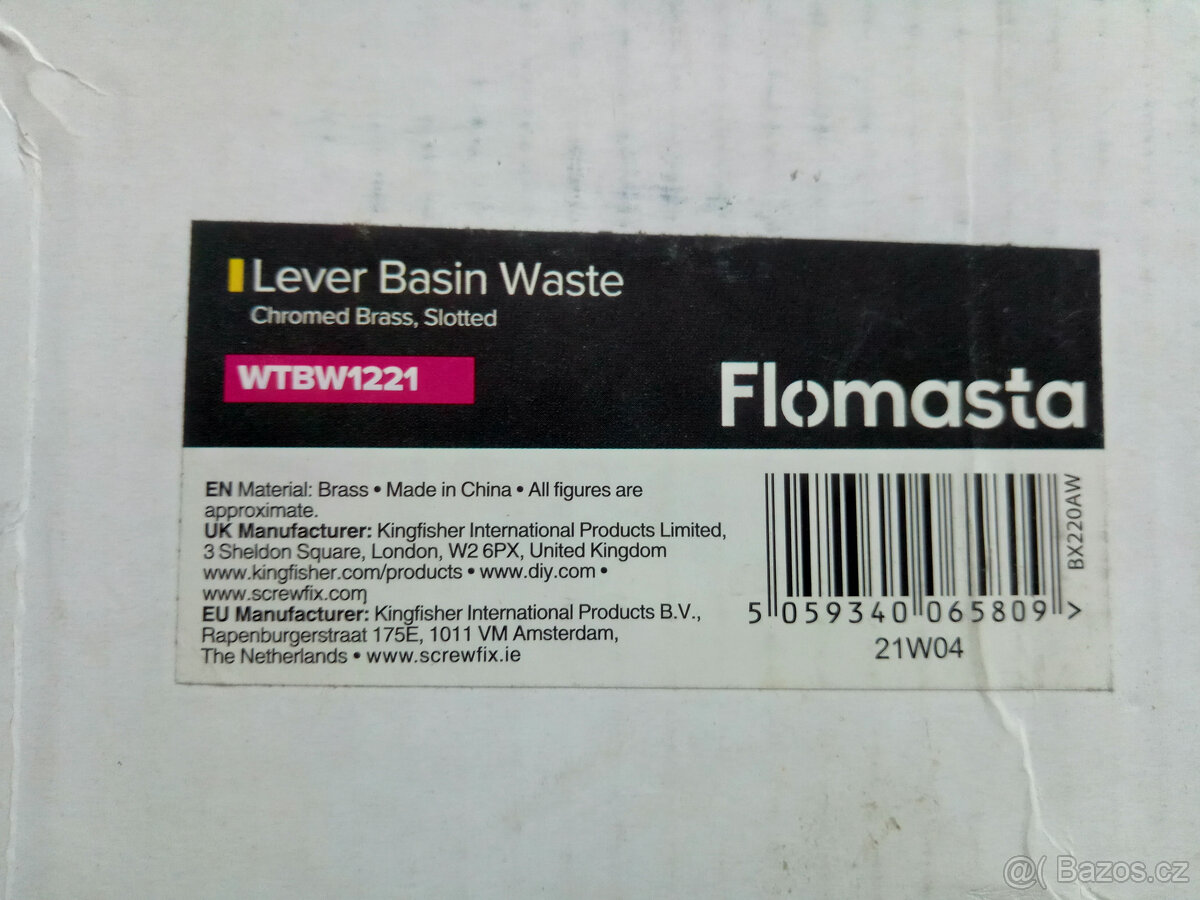 Lever Basin Waste
Chromed Brass, Slotted
WTBW1221
Flomasta
EN Material: Brass • Made in China • All figures are
approximate.
UK Manufacturer: Kingfisher International Products Limited,
3 Sheldon Square, London, W2 6PX, United Kingdom
www.kingfisher.com/products • www.diy.com •
www.screwfix.com
EU Manufacturer: Kingfisher International Products B.V.,
Rapenburgerstraat 175E, 1011 VM Amsterdam,
The Netherlands • www.screwfix.ie
5 059340 065809 >
21W04
BX220AW
@( Bazos.cz